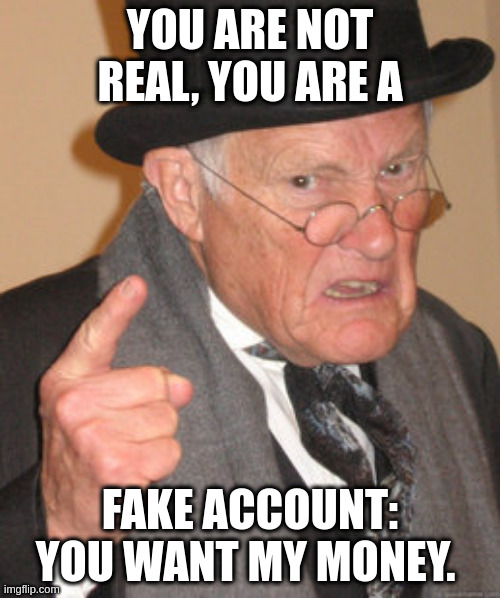 YOU ARE NOT
REAL, YOU ARE A
FAKE ACCOUNT:
YOU WANT MY MONEY.
imgflip.com